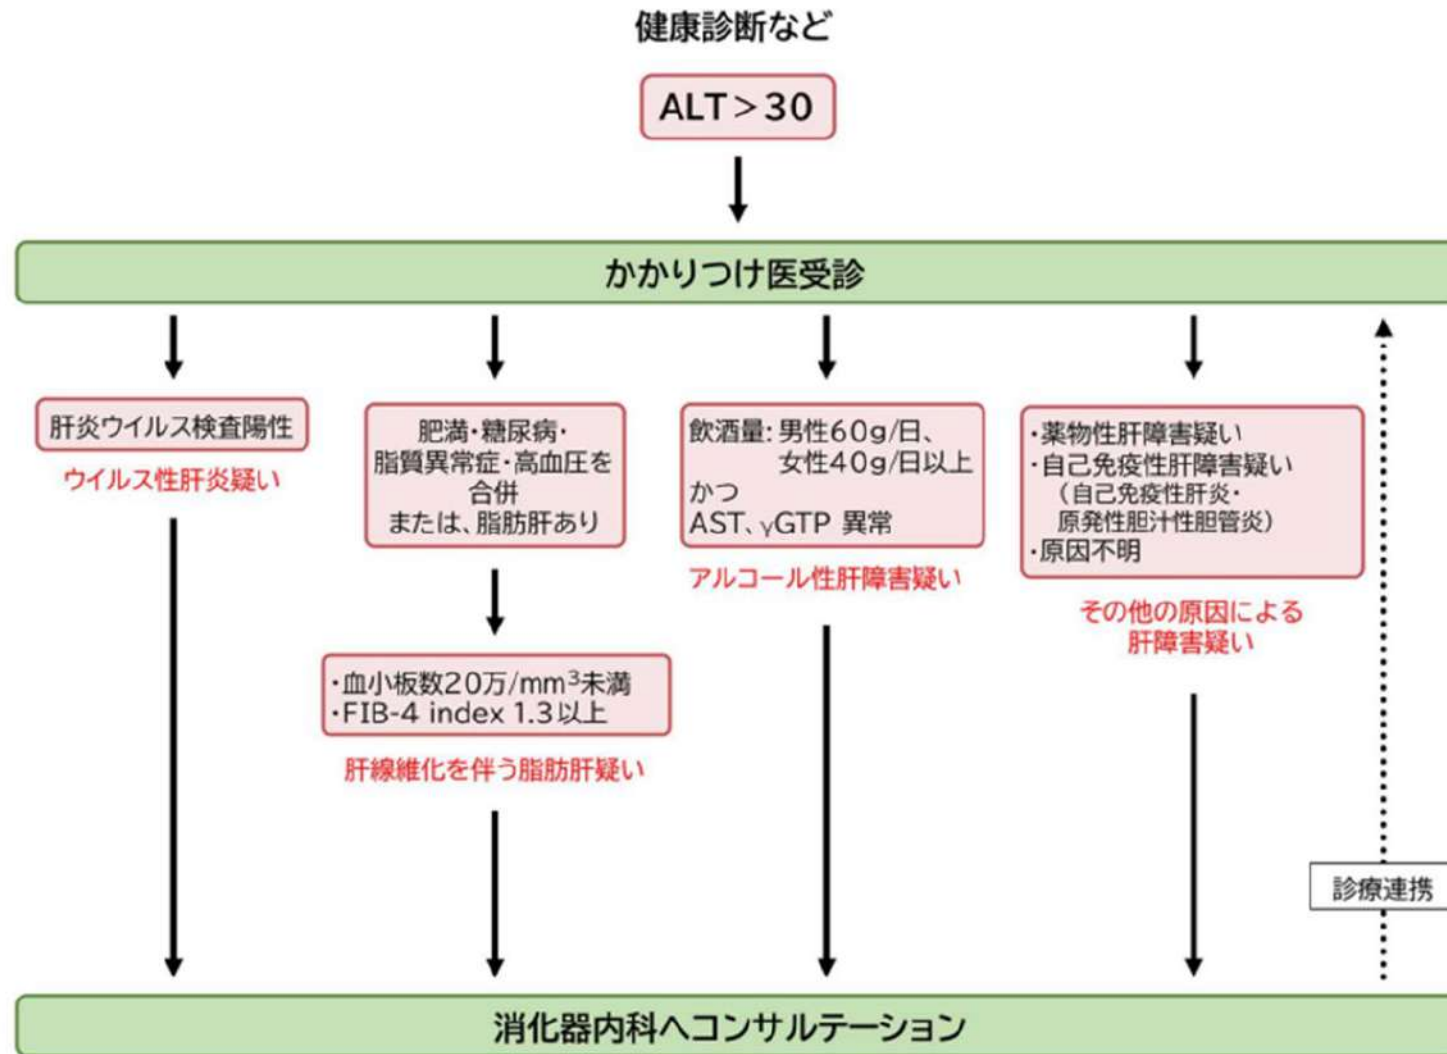 健康診断など
ALT>30
かかりつけ医受診
肝炎ウイルス検査陽性
ウイルス性肝炎疑い
肥満・糖尿病・
脂質異常症・高血圧を
合併
または、脂肪肝あり
・血小板数20万/mm³未満
・FIB-4 index 1.3以上
肝線維化を伴う脂肪肝疑い
飲酒量: 男性60g/日、
女性40g/日以上
かつ
AST、γGTP 異常
アルコール性肝障害疑い
・薬物性肝障害疑い
・自己免疫性肝障害疑い
（自己免疫性肝炎・
原発性胆汁性胆管炎）
・原因不明
その他の原因による
肝障害疑い
診療連携
消化器内科へコンサルテーション